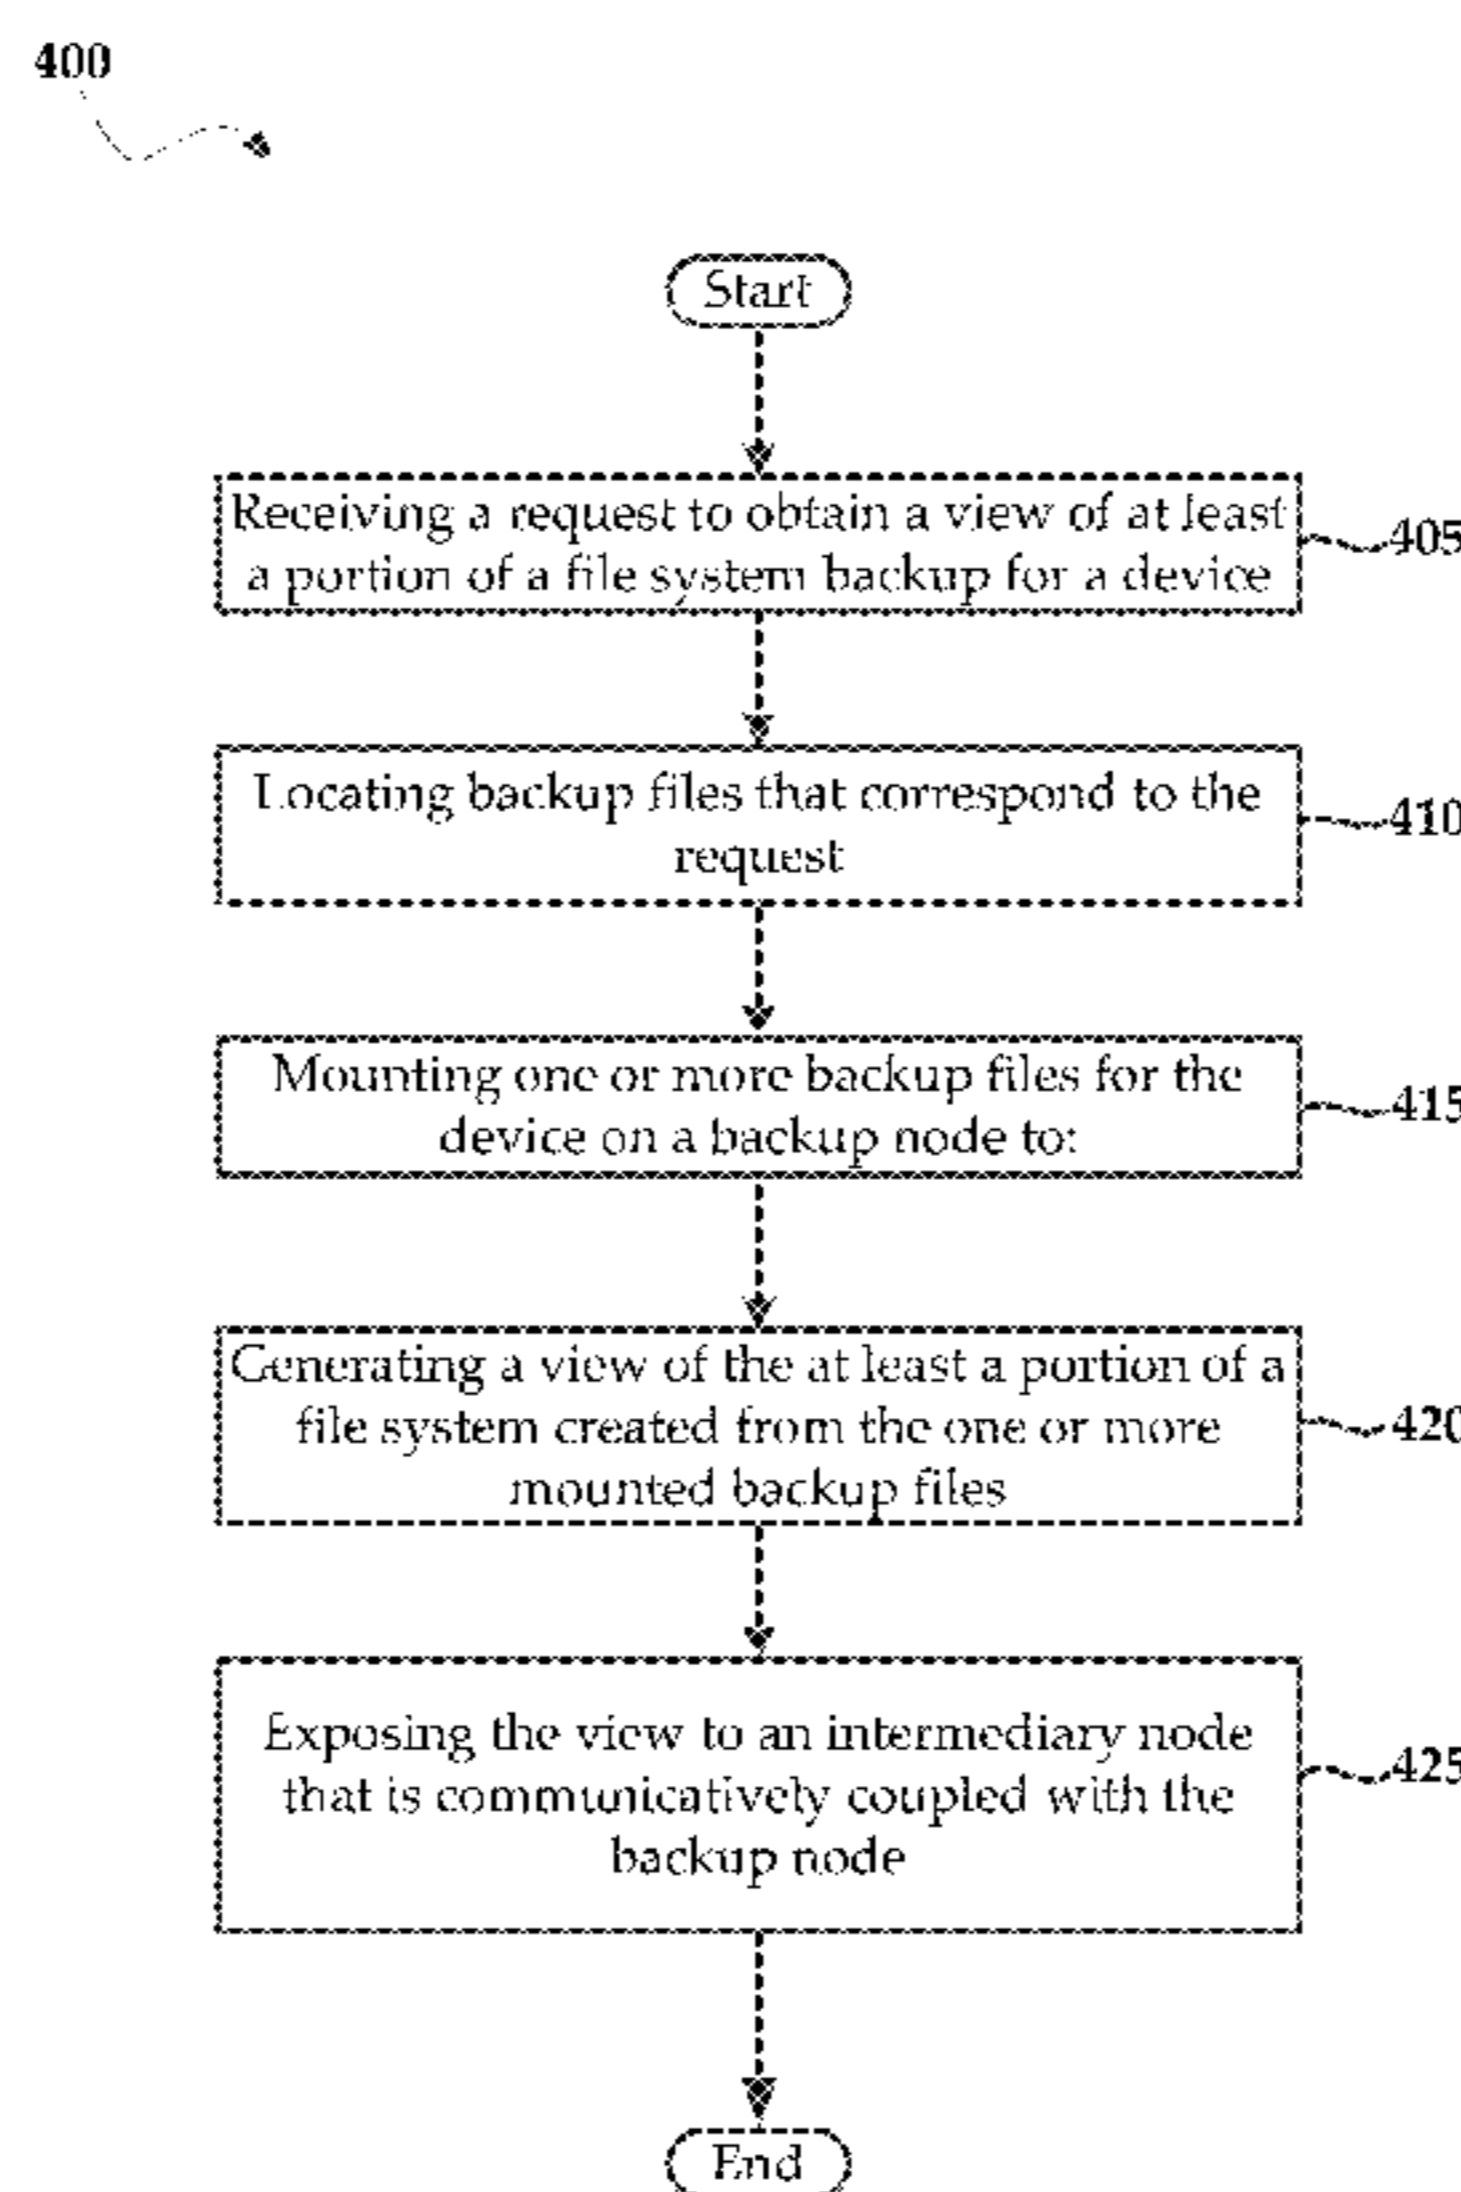 400
Start
Receiving a request to obtain a view of at least
a portion of a file system backup for a device
405
Locating backup files that correspond to the
request
410
Mounting one or more backup files for the
device on a backup node to:
415
Generating a view of the at least a portion of a
file system created from the one or more
mounted backup files
420
Exposing the view to an intermediary node
that is communicatively coupled with the
backup node
425
End